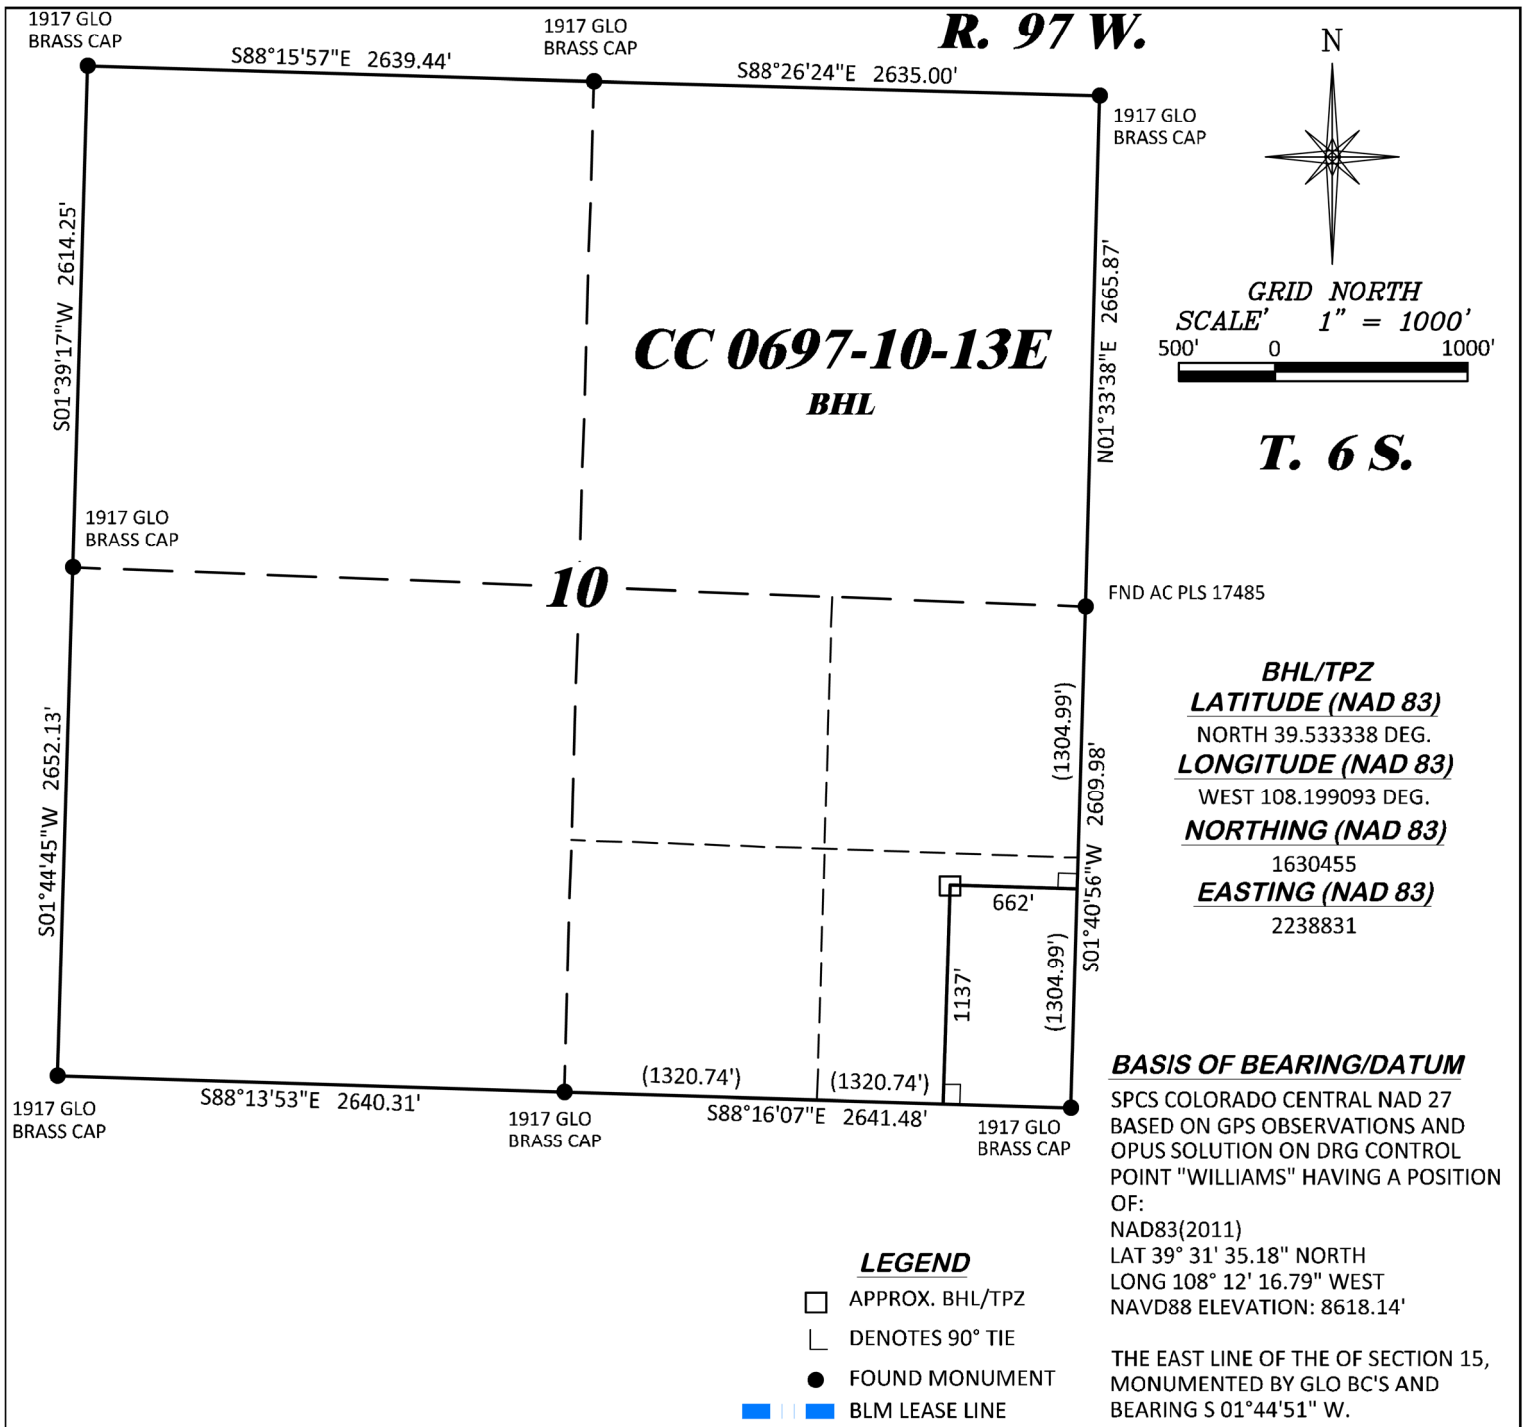 1917 GLO
BRASS CAP
S88°15'57"E 2639.44'
1917 GLO
BRASS CAP
S88°26'24"E 2635.00'
R. 97 W.
1917 GLO
BRASS CAP
N
S01°39'17"W 2614.25'
N01°33'38"E 2665.87'
GRID NORTH
SCALE' 1" = 1000'
500' 0 1000'
CC 0697-10-13E
BHL
T. 6 S.
1917 GLO
BRASS CAP
10
FND AC PLS 17485
S01°44'45"W 2652.13'
(1304.99')
S01°40'56"W 2609.98'
BHL/TPZ
LATITUDE (NAD 83)
NORTH 39.533338 DEG.
LONGITUDE (NAD 83)
WEST 108.199093 DEG.
NORTHING (NAD 83)
1630455
EASTING (NAD 83)
2238831
662'
1137'
(1304.99')
(1320.74')
(1320.74')
S88°13'53"E 2640.31'
S88°16'07"E 2641.48'
1917 GLO
BRASS CAP
1917 GLO
BRASS CAP
1917 GLO
BRASS CAP
BASIS OF BEARING/DATUM
SPCS COLORADO CENTRAL NAD 27
BASED ON GPS OBSERVATIONS AND
OPUS SOLUTION ON DRG CONTROL
POINT "WILLIAMS" HAVING A POSITION
OF:
NAD83(2011)
LAT 39° 31' 35.18" NORTH
LONG 108° 12' 16.79" WEST
NAVD88 ELEVATION: 8618.14'
THE EAST LINE OF THE OF SECTION 15,
MONUMENTED BY GLO BC'S AND
BEARING S 01°44'51" W.
LEGEND
APPROX. BHL/TPZ
DENOTES 90° TIE
FOUND MONUMENT
BLM LEASE LINE